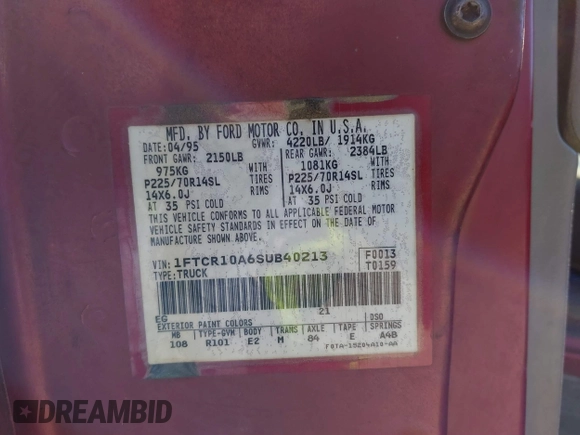 MFD. BY FORD MOTOR CO. IN U.S.A.
DATE: 04/95 GVWR: 4220LB/ 1914KG
FRONT GAWR: 2150LB REAR GAWR: 2384LB
975KG WITH 1081KG WITH
P225/70R14SL TIRES P225/70R14SL TIRES
14X6.0J RIMS 14X6.0J RIMS
AT 35 PSI COLD AT 35 PSI COLD
THIS VEHICLE CONFORMS TO ALL APPLICABLE FEDERAL MOTOR
VEHICLE SAFETY STANDARDS IN EFFECT ON THE DATE OF
MANUFACTURE SHOWN ABOVE.
VIN: 1FTCR10A6SUB40213 F0013
TYPE: TRUCK T0159
21
EG DSO
EXTERIOR PAINT COLORS
MB TYPE-GVM BODY TRANS AXLE TAPE SPRINGS
108 R101 E2 M 84 E A4B
DREAMBID